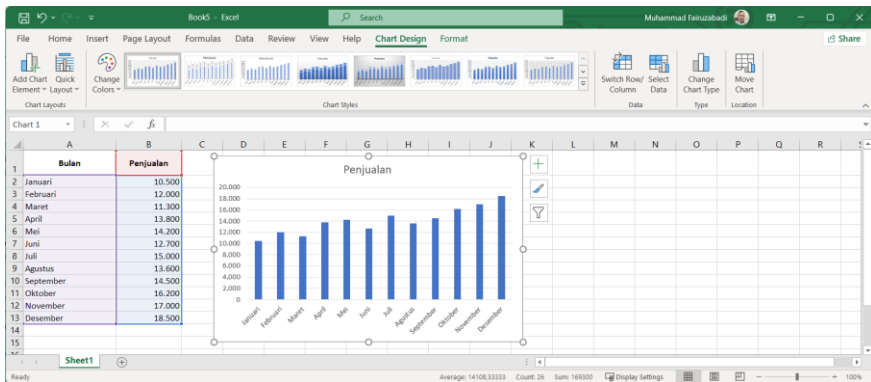 Book5 - Excel
Search
Muhammad Fairuzabadi
File Home Insert Page Layout Formulas Data Review View Help Chart Design Format
Share
Add Chart Element
Quick Layout
Change Colors
Switch Row/ Column
Select Data
Change Chart Type
Move Chart
Chart Layouts
Chart Styles
Data
Type
Location
Chart 1
fx
A B C D E F G H I J K L M N O P Q R
1 Bulan Penjualan
2 Januari 10.500
3 Februari 12.000
4 Maret 11.300
5 April 13.800
6 Mei 14.200
7 Juni 12.700
8 Juli 15.000
9 Agustus 13.600
10 September 14.500
11 Oktober 16.200
12 November 17.000
13 Desember 18.500
14
15
Penjualan
20.000
18.000
16.000
14.000
12.000
10.000
8.000
6.000
4.000
2.000
0
Januari Februari Maret April Mei Juni Juli Agustus September Oktober November Desember
Sheet1
Ready
Average: 14108,33333 Count: 26 Sum: 169300 Display Settings 100%